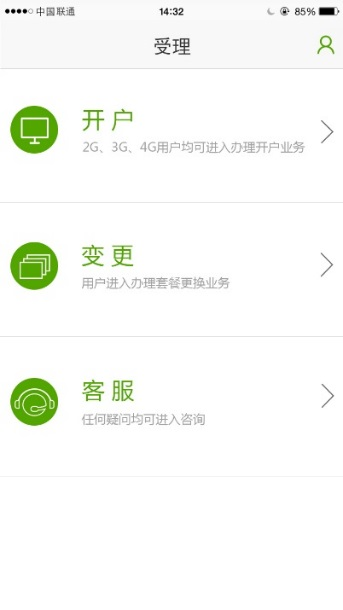 中国联通 14:32 85%
受理
开户
2G、3G、4G用户均可进入办理开户业务
变更
用户进入办理套餐更换业务
客服
任何疑问均可进入咨询